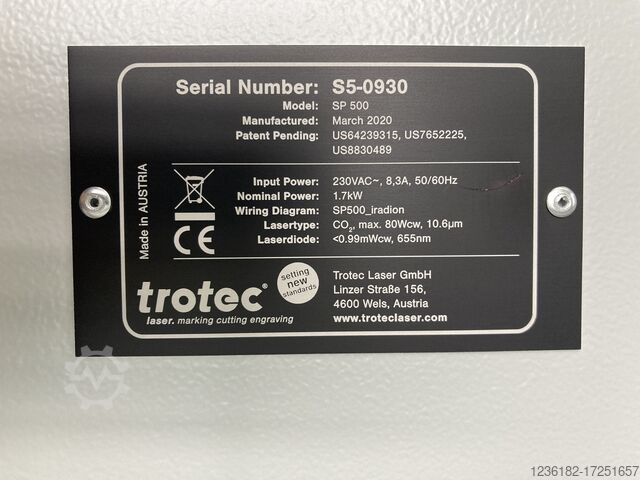 Serial Number: S5-0930
Model: SP 500
Manufactured: March 2020
Patent Pending: US64239315, US7652225,
US8830489
Input Power: 230VAC~, 8,3A, 50/60Hz
Nominal Power: 1.7kW
Wiring Diagram: SP500_iradion
Lasertype: CO₂, max. 80Wcw, 10.6µm
Laserdiode: <0.99mWcw, 655nm
Made in AUSTRIA
CE
trotec®
laser. marking cutting engraving
setting
new
standards
Trotec Laser GmbH
Linzer Straße 156,
4600 Wels, Austria
www.troteclaser.com
1236182-17251657